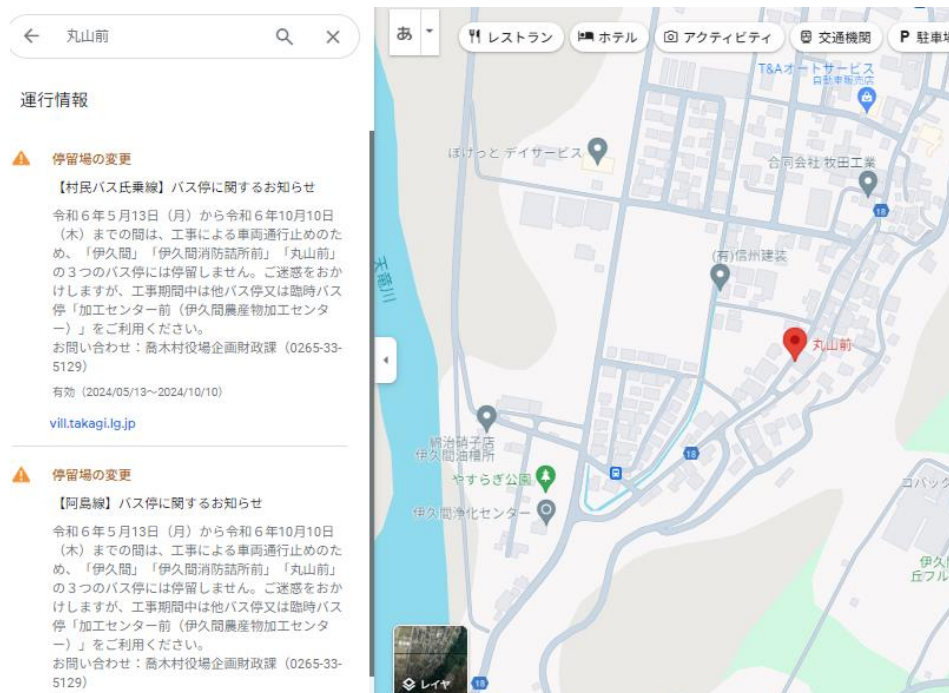 丸山前
運行情報
停留場の変更
【村民バス氏乗線】バス停に関するお知らせ
令和6年5月13日（月）から令和6年10月10日
（木）までの間は、工事による車両通行止めのた
め、「伊久間」「伊久間消防詰所前」「丸山前」
の3つのバス停には停留しません。ご迷惑をおか
けしますが、工事期間中は他バス停又は臨時バス
停「加工センター前（伊久間農産物加工センタ
ー）」をご利用ください。
お問い合わせ：喬木村役場企画財政課（0265-33-
5129）
有効（2024/05/13～2024/10/10）
vill.takagi.lg.jp
停留場の変更
【阿島線】バス停に関するお知らせ
令和6年5月13日（月）から令和6年10月10日
（木）までの間は、工事による車両通行止めのた
め、「伊久間」「伊久間消防詰所前」「丸山前」
の3つのバス停には停留しません。ご迷惑をおか
けしますが、工事期間中は他バス停又は臨時バス
停「加工センター前（伊久間農産物加工センタ
ー）」をご利用ください。
お問い合わせ：喬木村役場企画財政課（0265-33-
5129）
あ
レストラン
ホテル
アクティビティ
交通機関
P 駐車場
T&Aオートサービス
自動車販売店
ぽけっと デイサービス
合同会社 牧田工業
18
(有)信州建装
天竜川
丸山前
硝子店
伊久間油槽所
18
やすらぎ公園
伊久間浄化センター
コバック
伊久
丘フル
レイヤ
18